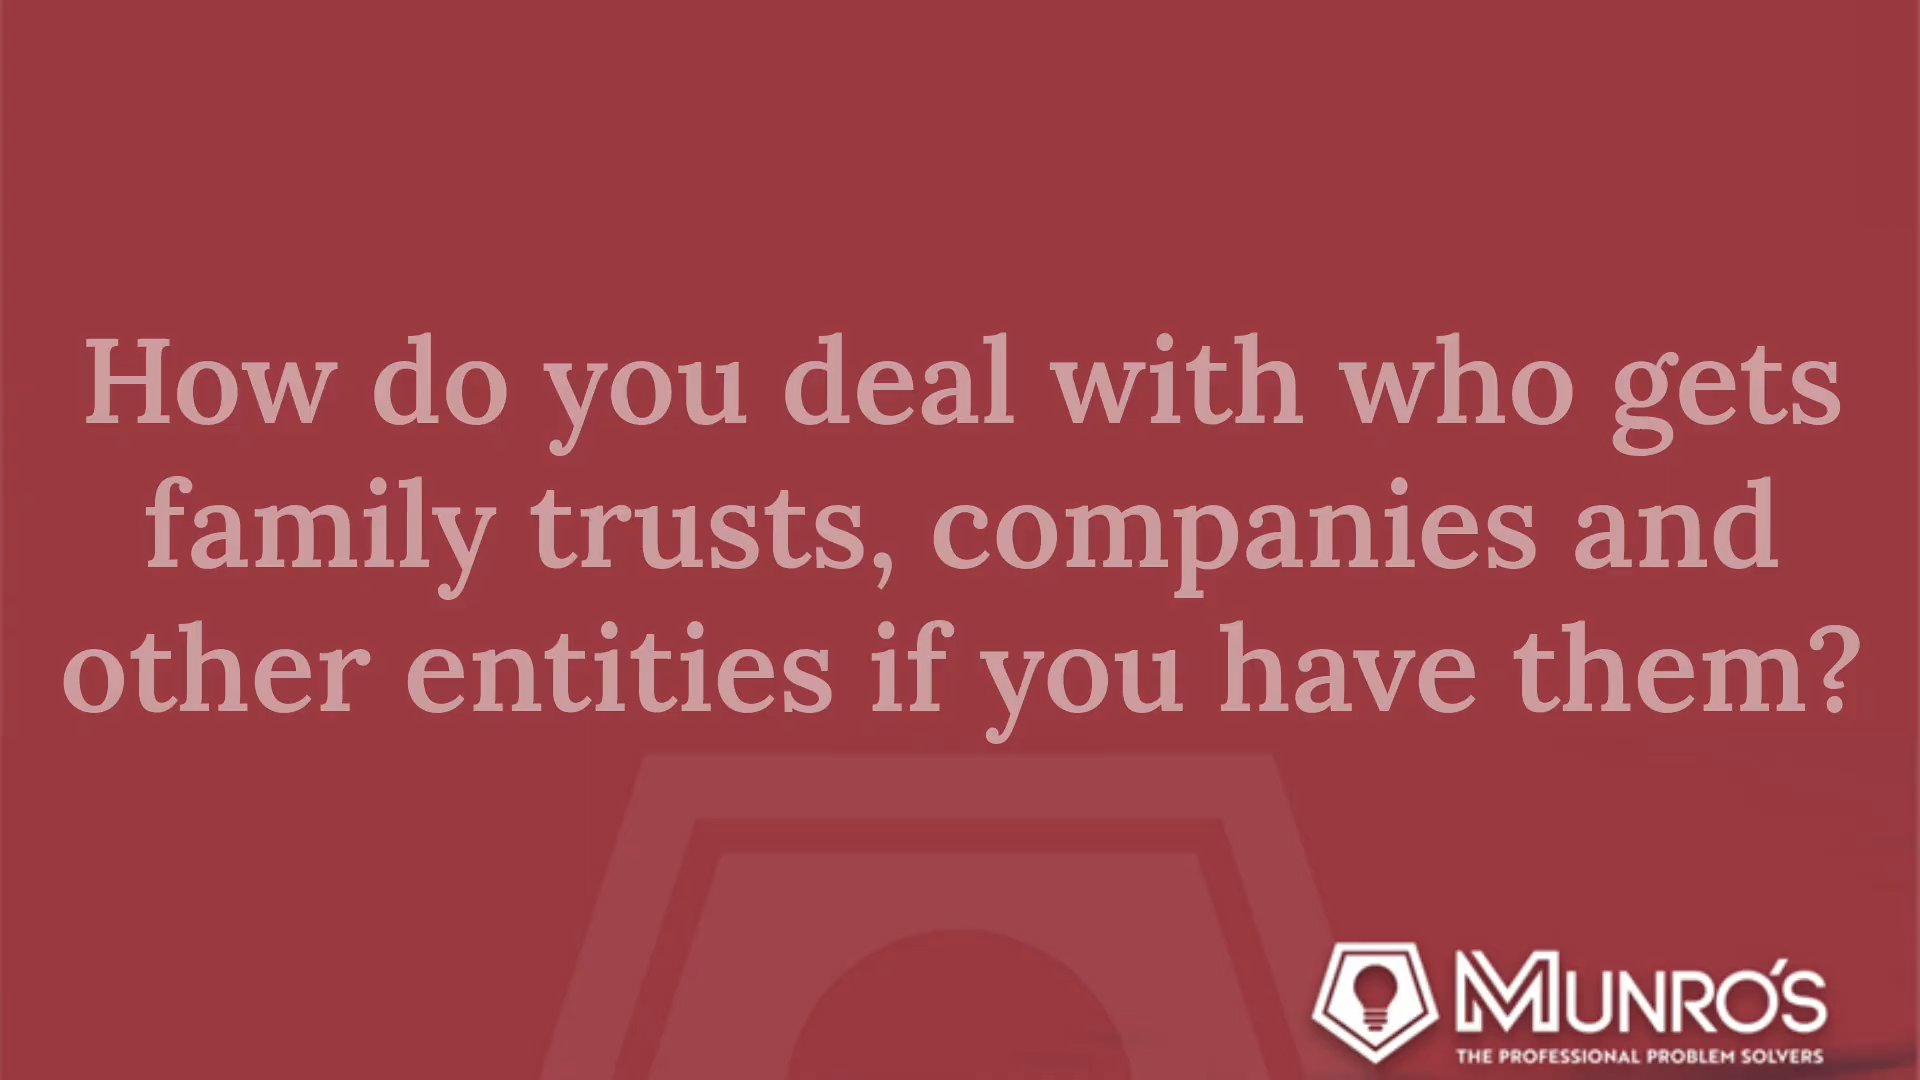 How do you deal with who gets
family trusts, companies and
other entities if you have them?
MUNRO'S
THE PROFESSIONAL PROBLEM SOLVERS